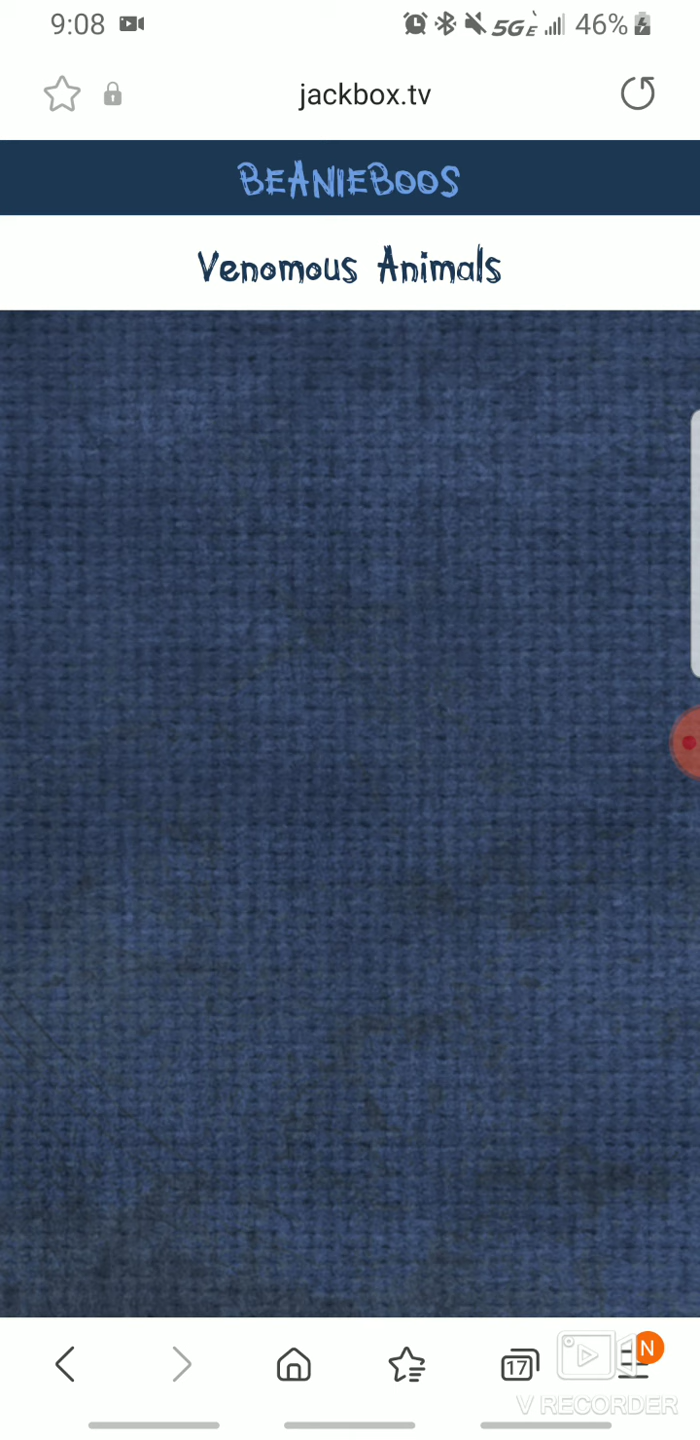 9:08 5GE 46%
jackbox.tv
BEANIEBOOS
Venomous Animals
17 N
V RECORDER